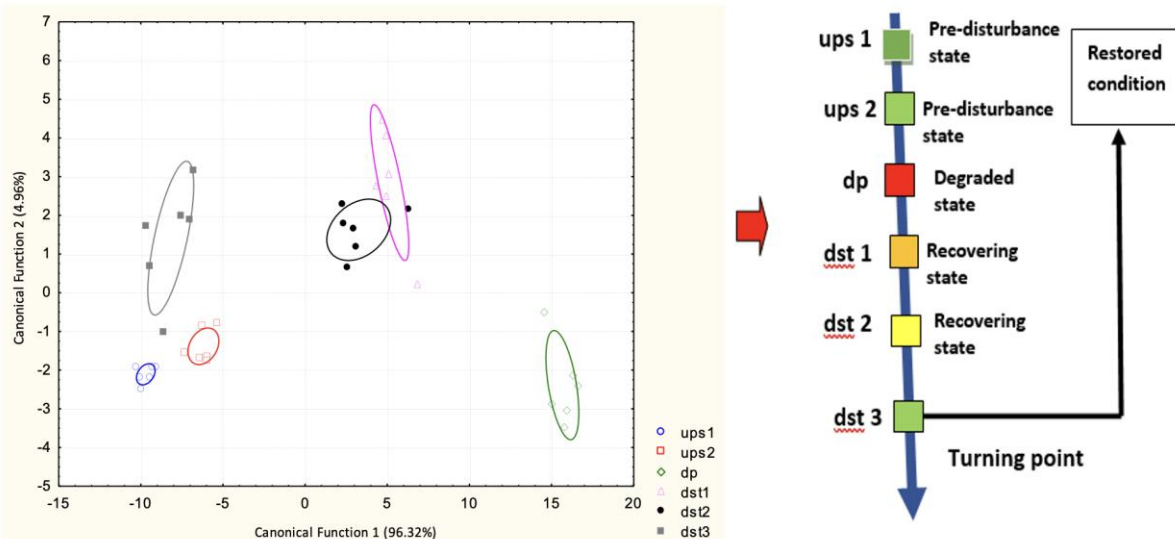 7
6
5
4
3
2
1
0
-1
-2
-3
-4
-5
Canonical Function 2 (4.96%)
-15
-10
-5
0
5
10
15
20
Canonical Function 1 (96.32%)
ups1
ups2
dp
dst1
dst2
dst3
ups 1
Pre-disturbance
state
ups 2
Pre-disturbance
state
dp
Degraded
state
dst 1
Recovering
state
dst 2
Recovering
state
dst 3
Turning point
Restored
condition